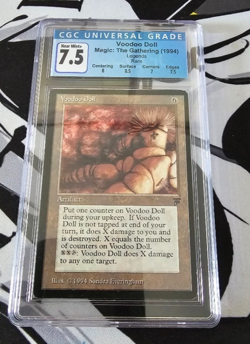 CGC UNIVERSAL GRADE
Near Mint+
7.5
Voodoo Doll
Magic: The Gathering (1994)
Legends
Rare
Centering Surface Corners Edges
8 8.5 7 7.5
Voodoo Doll
6
Artifact
Put one counter on Voodoo Doll
during your upkeep. If Voodoo
Doll is not tapped at end of your
turn, it does X damage to you and
is destroyed. X equals the number
of counters on Voodoo Doll.
XX: Voodoo Doll does X damage
to any one target.
Illus. © 1994 Sandra Everingham